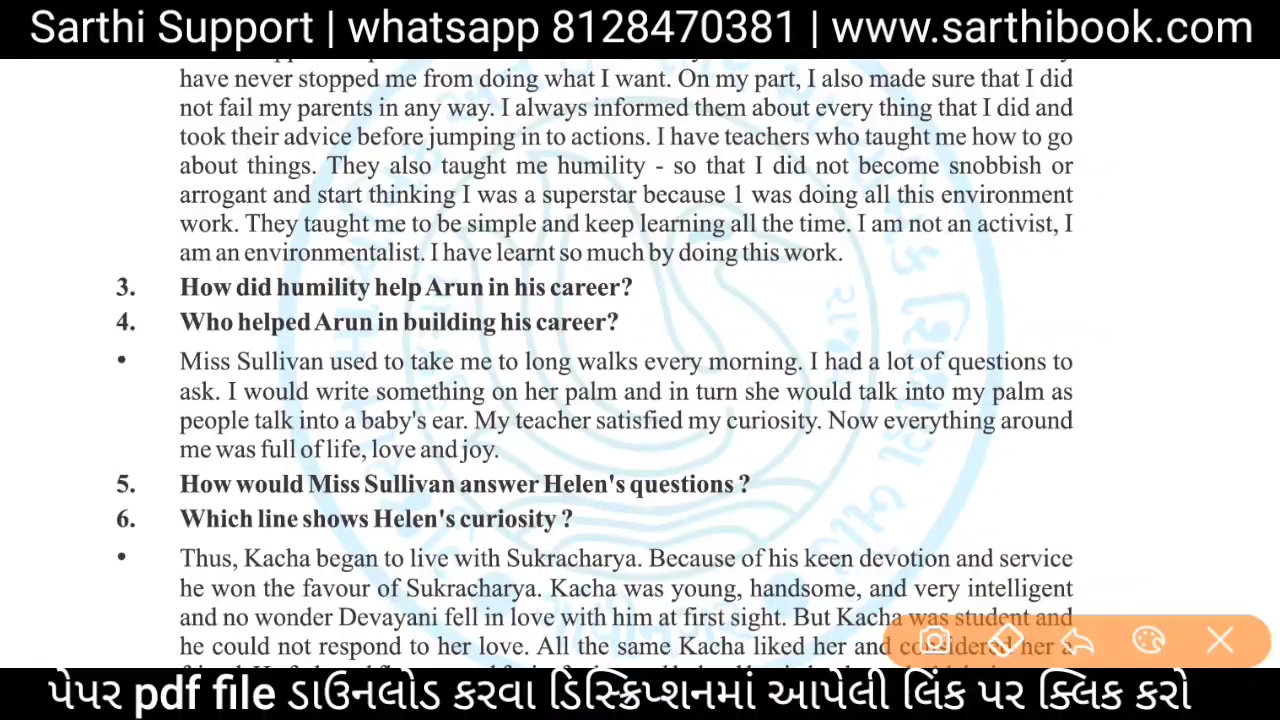 Sarthi Support | whatsapp 8128470381 | www.sarthibook.com
have never stopped me from doing what I want. On my part, I also made sure that I did
not fail my parents in any way. I always informed them about every thing that I did and
took their advice before jumping in to actions. I have teachers who taught me how to go
about things. They also taught me humility - so that I did not become snobbish or
arrogant and start thinking I was a superstar because 1 was doing all this environment
work. They taught me to be simple and keep learning all the time. I am not an activist, I
am an environmentalist. I have learnt so much by doing this work.
3. How did humility help Arun in his career?
4. Who helped Arun in building his career?
• Miss Sullivan used to take me to long walks every morning. I had a lot of questions to
ask. I would write something on her palm and in turn she would talk into my palm as
people talk into a baby's ear. My teacher satisfied my curiosity. Now everything around
me was full of life, love and joy.
5. How would Miss Sullivan answer Helen's questions ?
6. Which line shows Helen's curiosity ?
• Thus, Kacha began to live with Sukracharya. Because of his keen devotion and service
he won the favour of Sukracharya. Kacha was young, handsome, and very intelligent
and no wonder Devayani fell in love with him at first sight. But Kacha was student and
he could not respond to her love. All the same Kacha liked her and considered her a
પેપર pdf file ડાઉનલોડ કરવા ડિસ્ક્રિપ્શનમાં આપેલી લિંક પર ક્લિક કરો